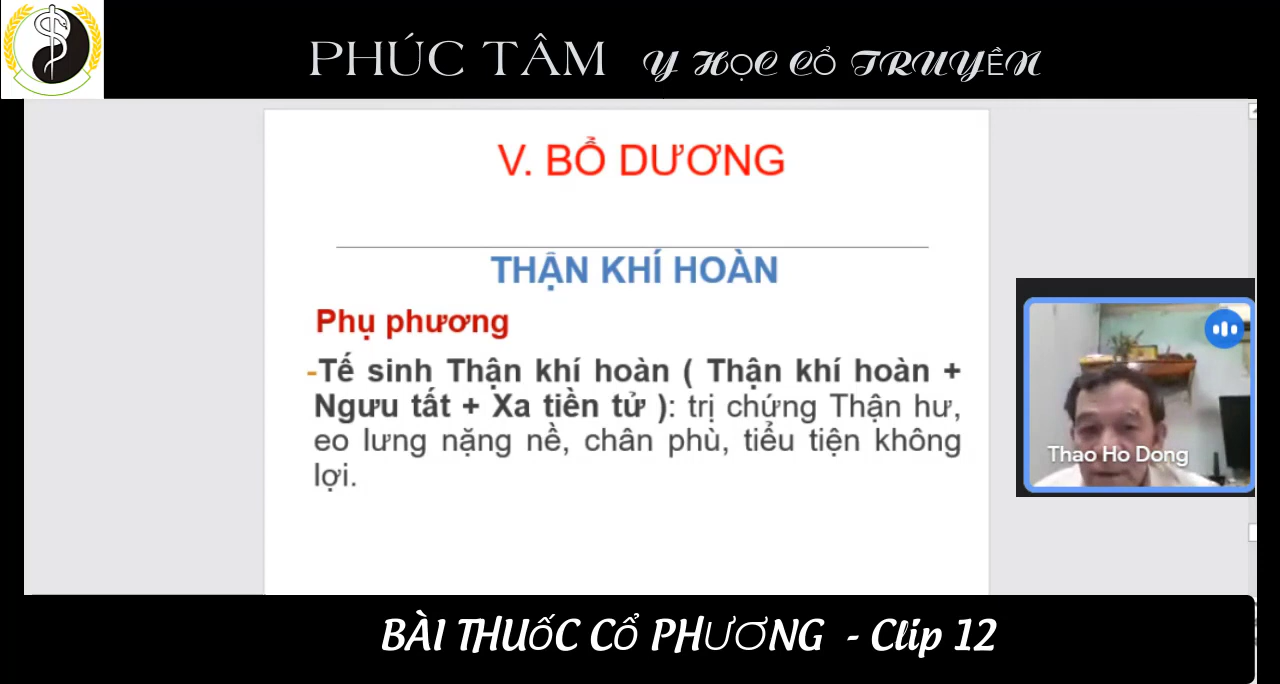 PHÚC TÂM Y HỌC CỔ TRUYỀN
V. BỔ DƯƠNG
THẬN KHÍ HOÀN
Phụ phương
-Tế sinh Thận khí hoàn ( Thận khí hoàn +
Ngưu tất + Xa tiền tử ): trị chứng Thận hư,
eo lưng nặng nề, chân phù, tiểu tiện không
lợi.
Thao Ho Dong
BÀI THUỐC CỔ PHƯƠNG - Clip 12